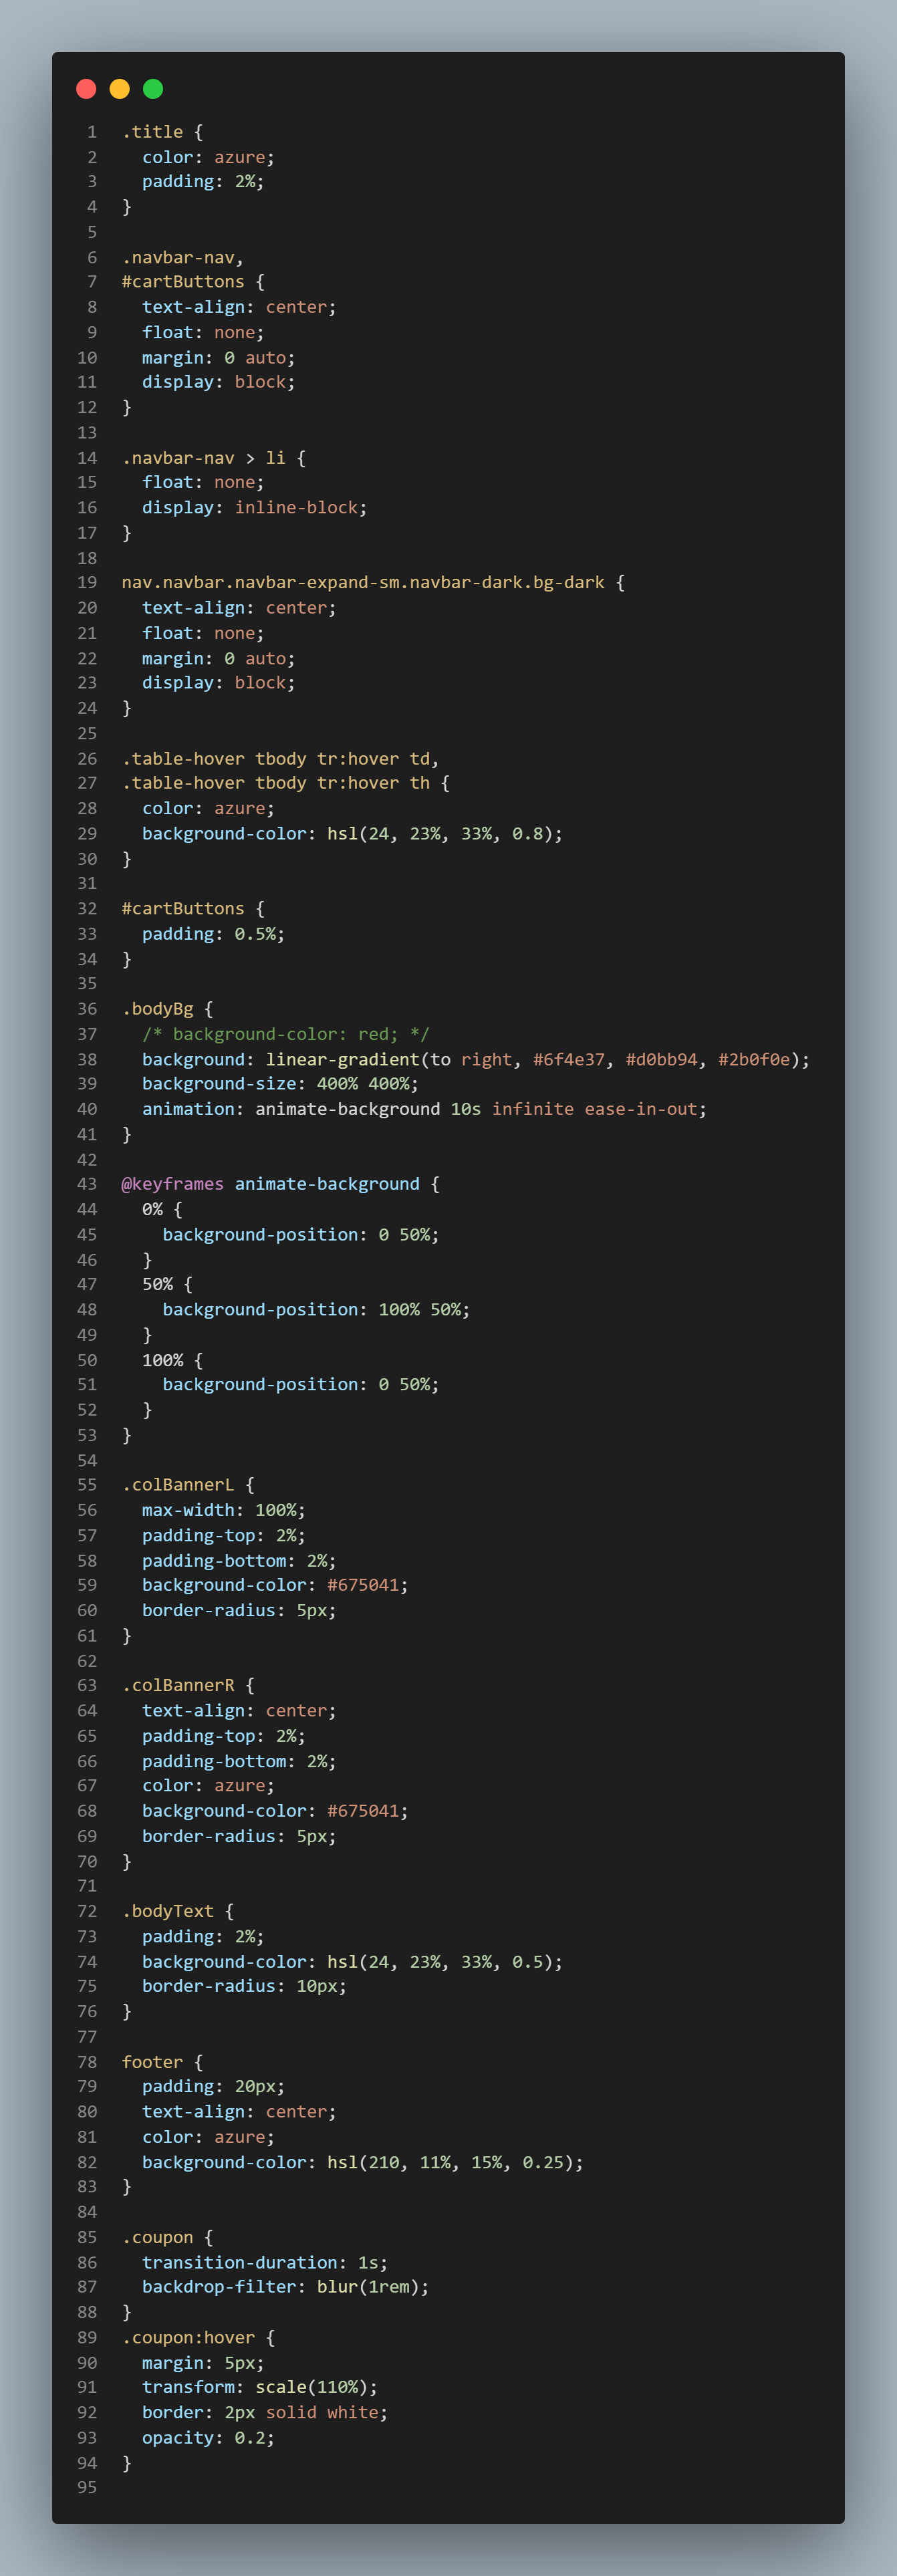 1 .title {
2 color: azure;
3 padding: 2%;
4 }
5
6 .navbar-nav,
7 #cartButtons {
8 text-align: center;
9 float: none;
10 margin: 0 auto;
11 display: block;
12 }
13
14 .navbar-nav > li {
15 float: none;
16 display: inline-block;
17 }
18
19 nav.navbar.navbar-expand-sm.navbar-dark.bg-dark {
20 text-align: center;
21 float: none;
22 margin: 0 auto;
23 display: block;
24 }
25
26 .table-hover tbody tr:hover td,
27 .table-hover tbody tr:hover th {
28 color: azure;
29 background-color: hsl(24, 23%, 33%, 0.8);
30 }
31
32 #cartButtons {
33 padding: 0.5%;
34 }
35
36 .bodyBg {
37 /* background-color: red; */
38 background: linear-gradient(to right, #6f4e37, #d0bb94, #2b0f0e);
39 background-size: 400% 400%;
40 animation: animate-background 10s infinite ease-in-out;
41 }
42
43 @keyframes animate-background {
44 0% {
45 background-position: 0 50%;
46 }
47 50% {
48 background-position: 100% 50%;
49 }
50 100% {
51 background-position: 0 50%;
52 }
53 }
54
55 .colBannerL {
56 max-width: 100%;
57 padding-top: 2%;
58 padding-bottom: 2%;
59 background-color: #675041;
60 border-radius: 5px;
61 }
62
63 .colBannerR {
64 text-align: center;
65 padding-top: 2%;
66 padding-bottom: 2%;
67 color: azure;
68 background-color: #675041;
69 border-radius: 5px;
70 }
71
72 .bodyText {
73 padding: 2%;
74 background-color: hsl(24, 23%, 33%, 0.5);
75 border-radius: 10px;
76 }
77
78 footer {
79 padding: 20px;
80 text-align: center;
81 color: azure;
82 background-color: hsl(210, 11%, 15%, 0.25);
83 }
84
85 .coupon {
86 transition-duration: 1s;
87 backdrop-filter: blur(1rem);
88 }
89 .coupon:hover {
90 margin: 5px;
91 transform: scale(110%);
92 border: 2px solid white;
93 opacity: 0.2;
94 }
95